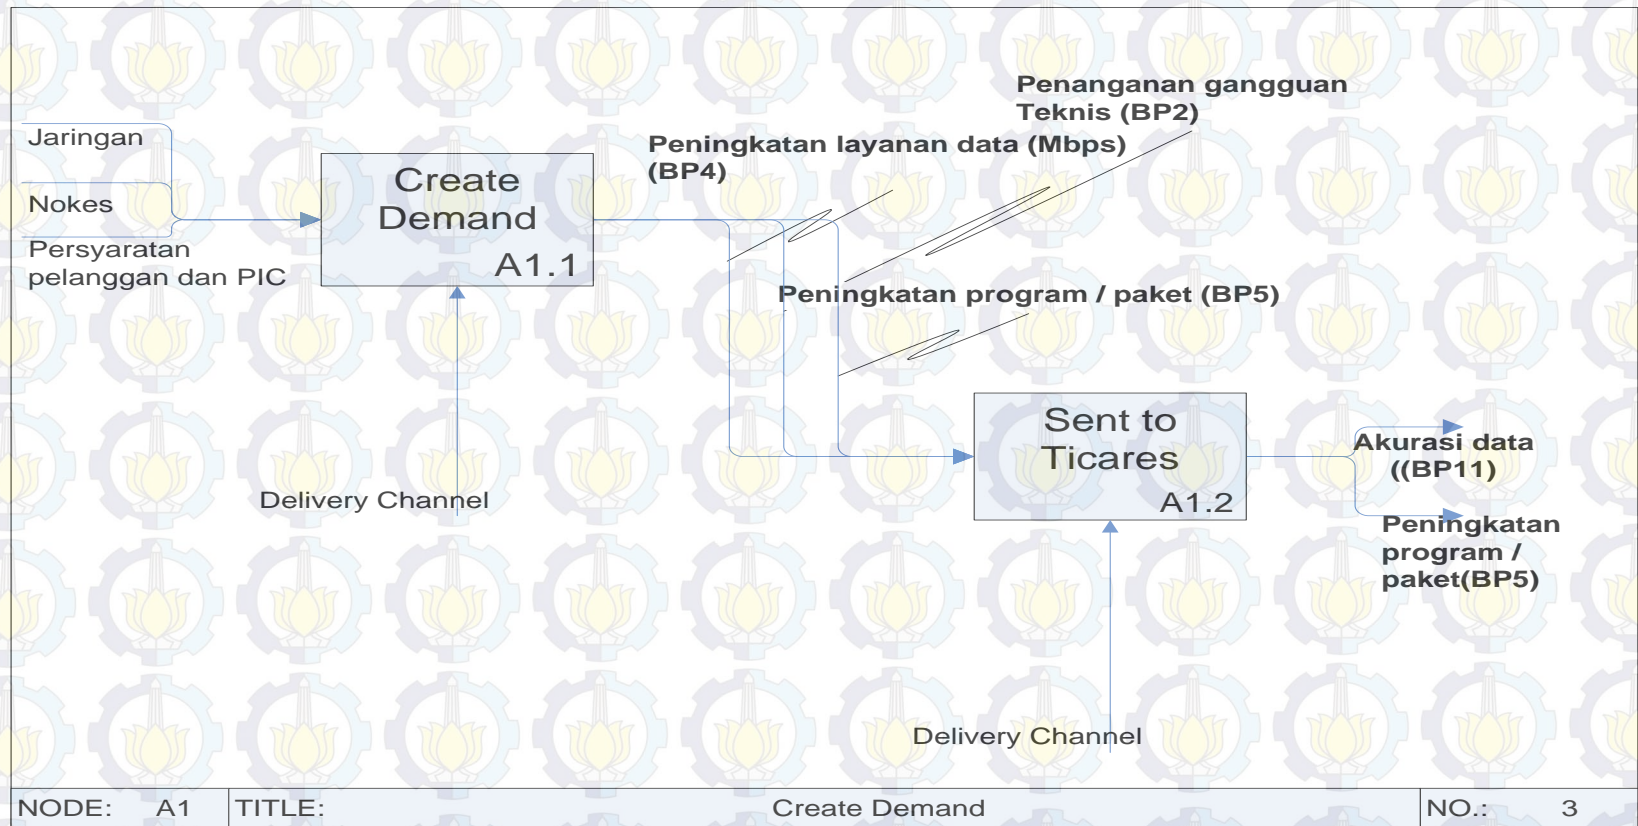 Penanganan gangguan
Teknis (BP2)
Jaringan
Peningkatan layanan data (Mbps)
(BP4)
Create
Demand
A1.1
Nokes
Persyaratan
pelanggan dan PIC
Peningkatan program / paket (BP5)
Sent to
Ticares
A1.2
Akurasi data
((BP11)
Delivery Channel
Peningkatan
program /
paket(BP5)
Delivery Channel
NODE: A1 TITLE: Create Demand NO.: 3